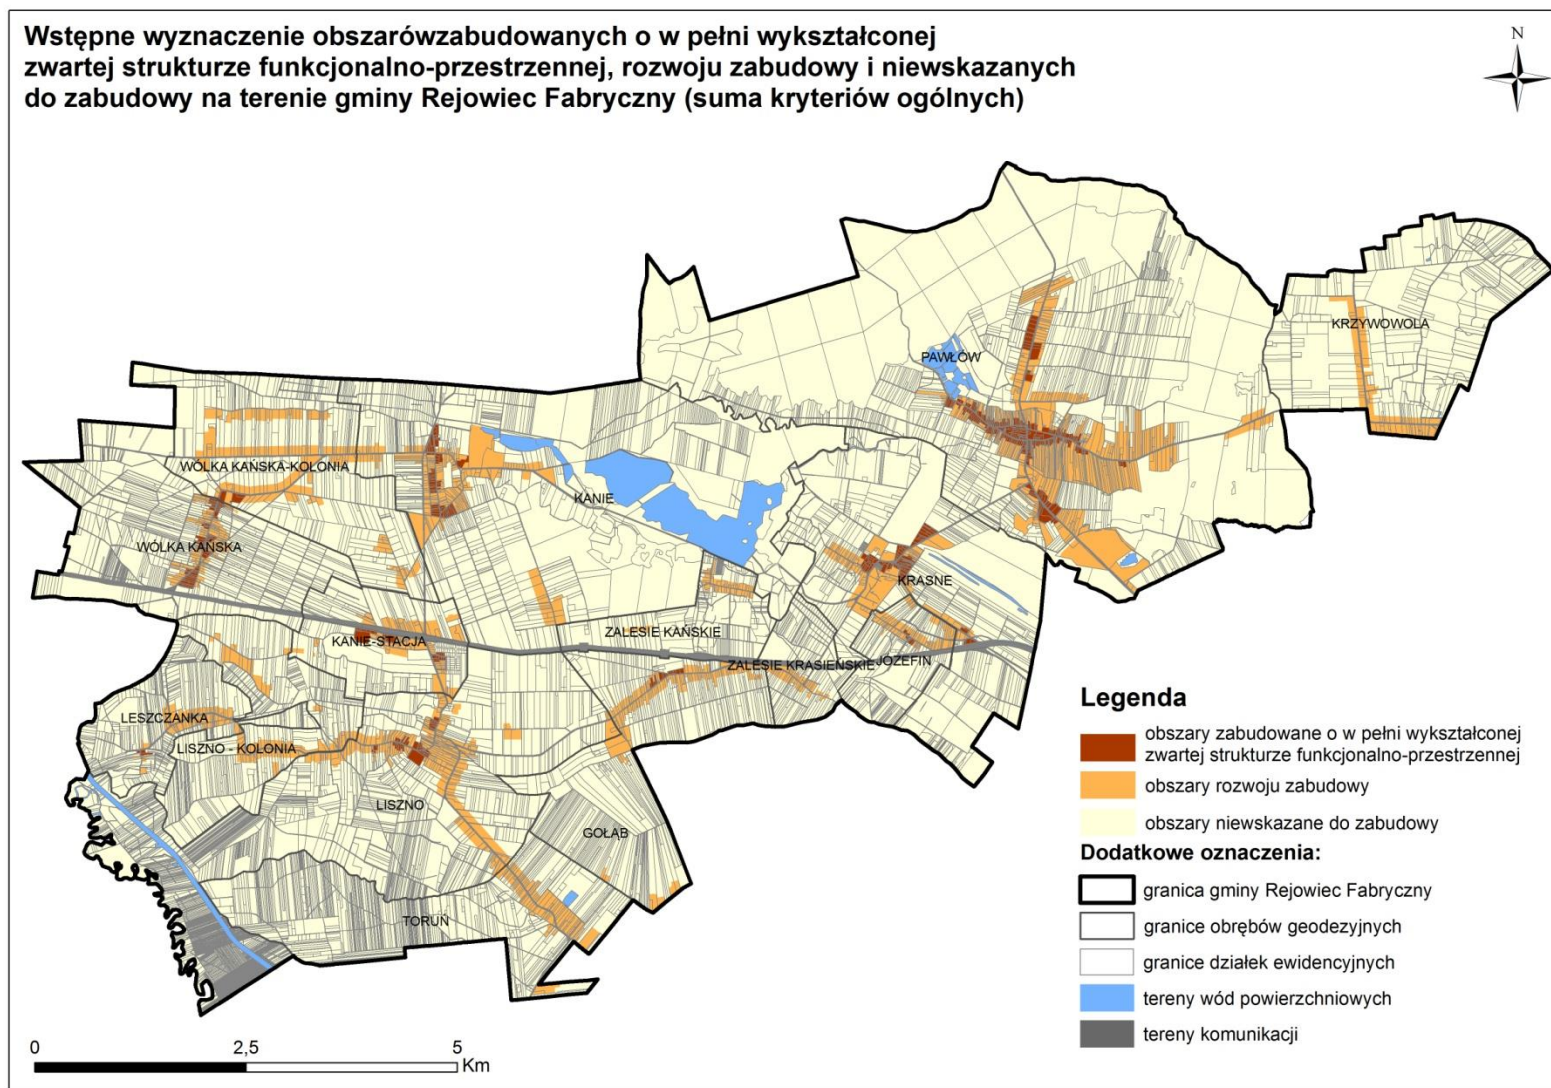 Wstępne wyznaczenie obszarówzabudowanych o w pełni wykształconej
zwartej strukturze funkcjonalno-przestrzennej, rozwoju zabudowy i niewskazanych
do zabudowy na terenie gminy Rejowiec Fabryczny (suma kryteriów ogólnych)
N
KRZYWOWOLA
PAWŁÓW
WÓLKA KAŃSKA-KOLONIA
KANIE
WÓLKA KAŃSKA
KRASNE
ZALESIE KAŃSKIE
KANIE-STACJA
ZALESIE KRASIEŃSKIE
JÓZEFIN
LESZCZANKA
LISZNO - KOLONIA
LISZNO
GOŁĄB
TORUŃ
Legenda
obszary zabudowane o w pełni wykształconej
zwartej strukturze funkcjonalno-przestrzennej
obszary rozwoju zabudowy
obszary niewskazane do zabudowy
Dodatkowe oznaczenia:
granica gminy Rejowiec Fabryczny
granice obrębów geodezyjnych
granice działek ewidencyjnych
tereny wód powierzchniowych
tereny komunikacji
0 2,5 5
Km